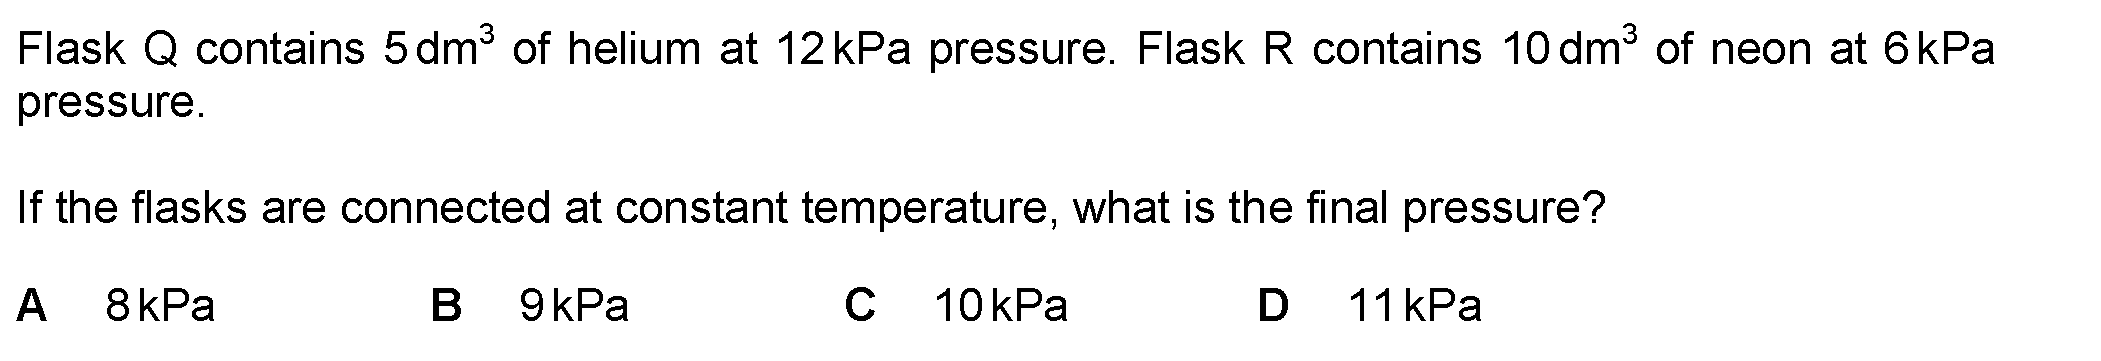 Flask Q contains 5 dm³ of helium at 12 kPa pressure. Flask R contains 10 dm³ of neon at 6 kPa
pressure.
If the flasks are connected at constant temperature, what is the final pressure?
A 8 kPa B 9 kPa C 10 kPa D 11 kPa